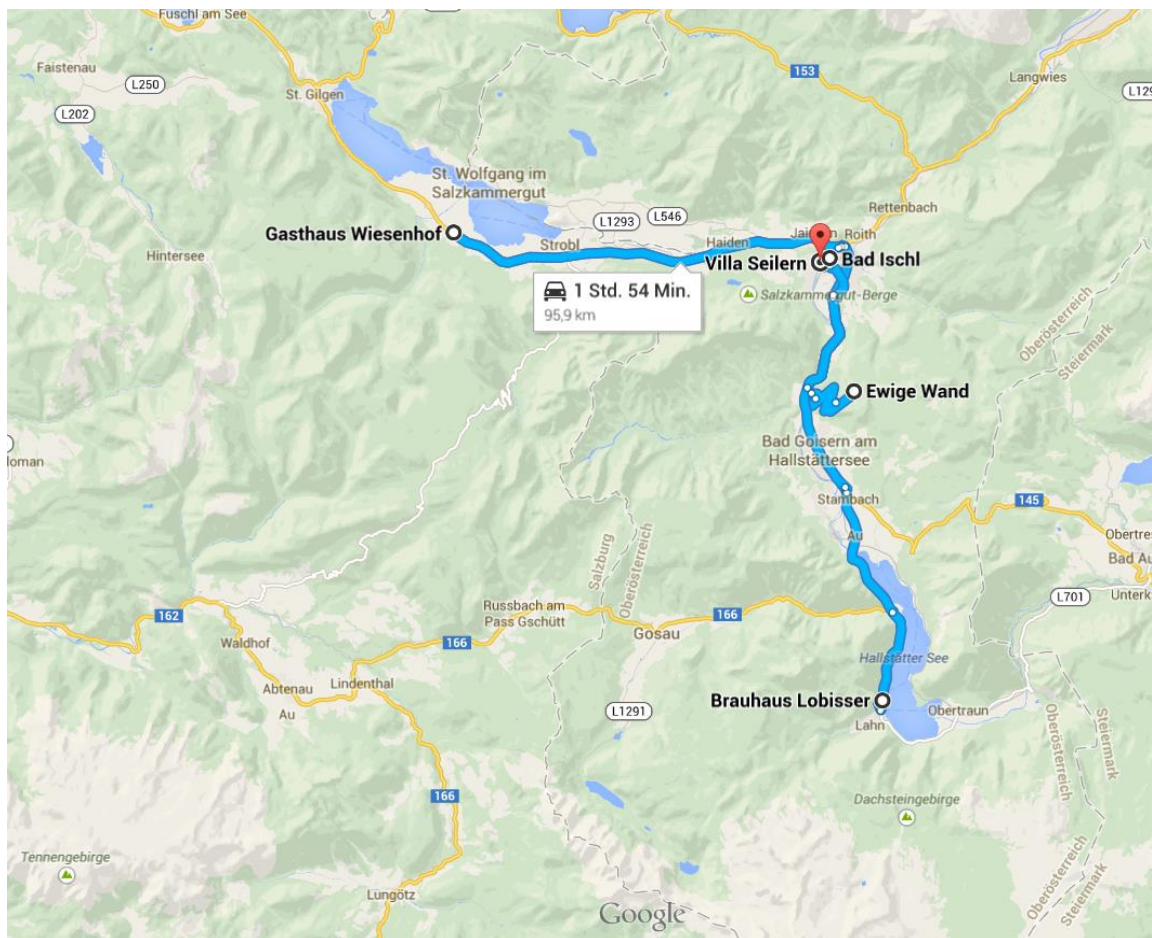 Fuschl am See
Faistenau
L250
St. Gilgen
L202
153
Langwies
St. Wolfgang im
Salzkammergut
Rettenbach
L1293
L546
Gasthaus Wiesenhof
Strobl
Haiden
Roith
Hintersee
Villa Seilern
Bad Ischl
1 Std. 54 Min.
95,9 km
Salzkammergut-Berge
Oberösterreich
Steiermark
Ewige Wand
Bad Goisern am
Hallstättersee
Stambach
145
Au
Obertres
Bad Au
Unterk
L701
Salzburg
Oberösterreich
162
Russbach am
Pass Gschütt
166
Gosau
166
Waldhof
Hallstätter See
Abtenau
Au
Lindenthal
Brauhaus Lobisser
L1291
Lahn
Obertraun
Oberösterreich
Steiermark
166
Dachsteingebirge
Tennengebirge
Lungötz
Google
Oberösterreich
Steiermark